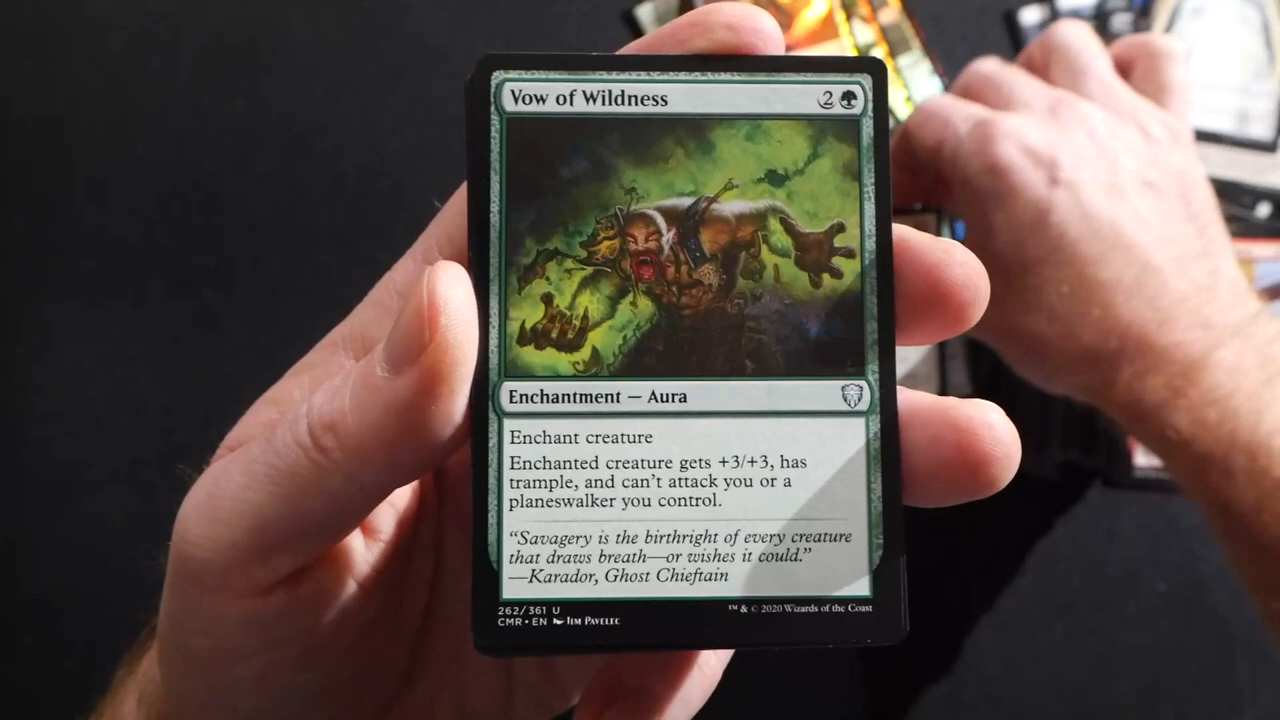 Vow of Wildness 2
Enchantment — Aura
Enchant creature
Enchanted creature gets +3/+3, has
trample, and can't attack you or a
planeswalker you control.
“Savagery is the birthright of every creature
that draws breath—or wishes it could.”
—Karador, Ghost Chieftain
262/361 U
CMR • EN Jim Pavelec
™ & © 2020 Wizards of the Coast